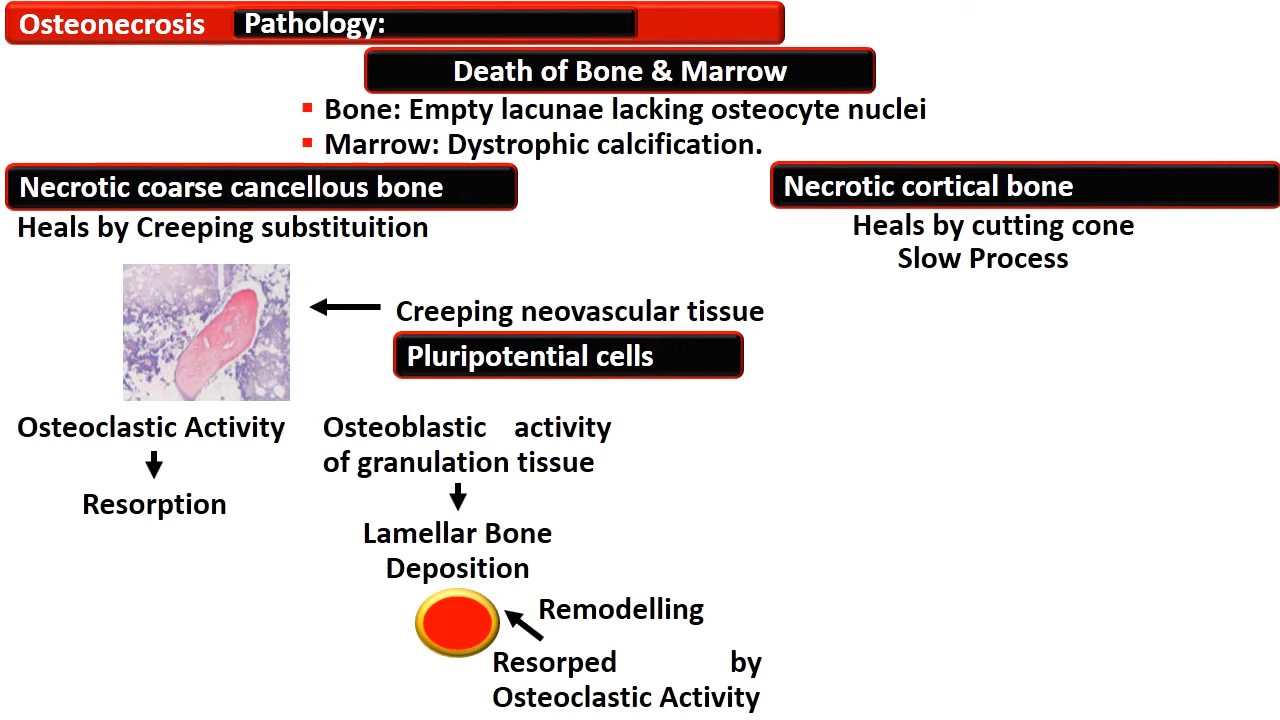 Osteonecrosis Pathology:
Death of Bone & Marrow
Bone: Empty lacunae lacking osteocyte nuclei
Marrow: Dystrophic calcification.
Necrotic coarse cancellous bone
Heals by Creeping substituition
Necrotic cortical bone
Heals by cutting cone
Slow Process
Creeping neovascular tissue
Pluripotential cells
Osteoclastic Activity
Resorption
Osteoblastic activity
of granulation tissue
Lamellar Bone
Deposition
Remodelling
Resorped by
Osteoclastic Activity